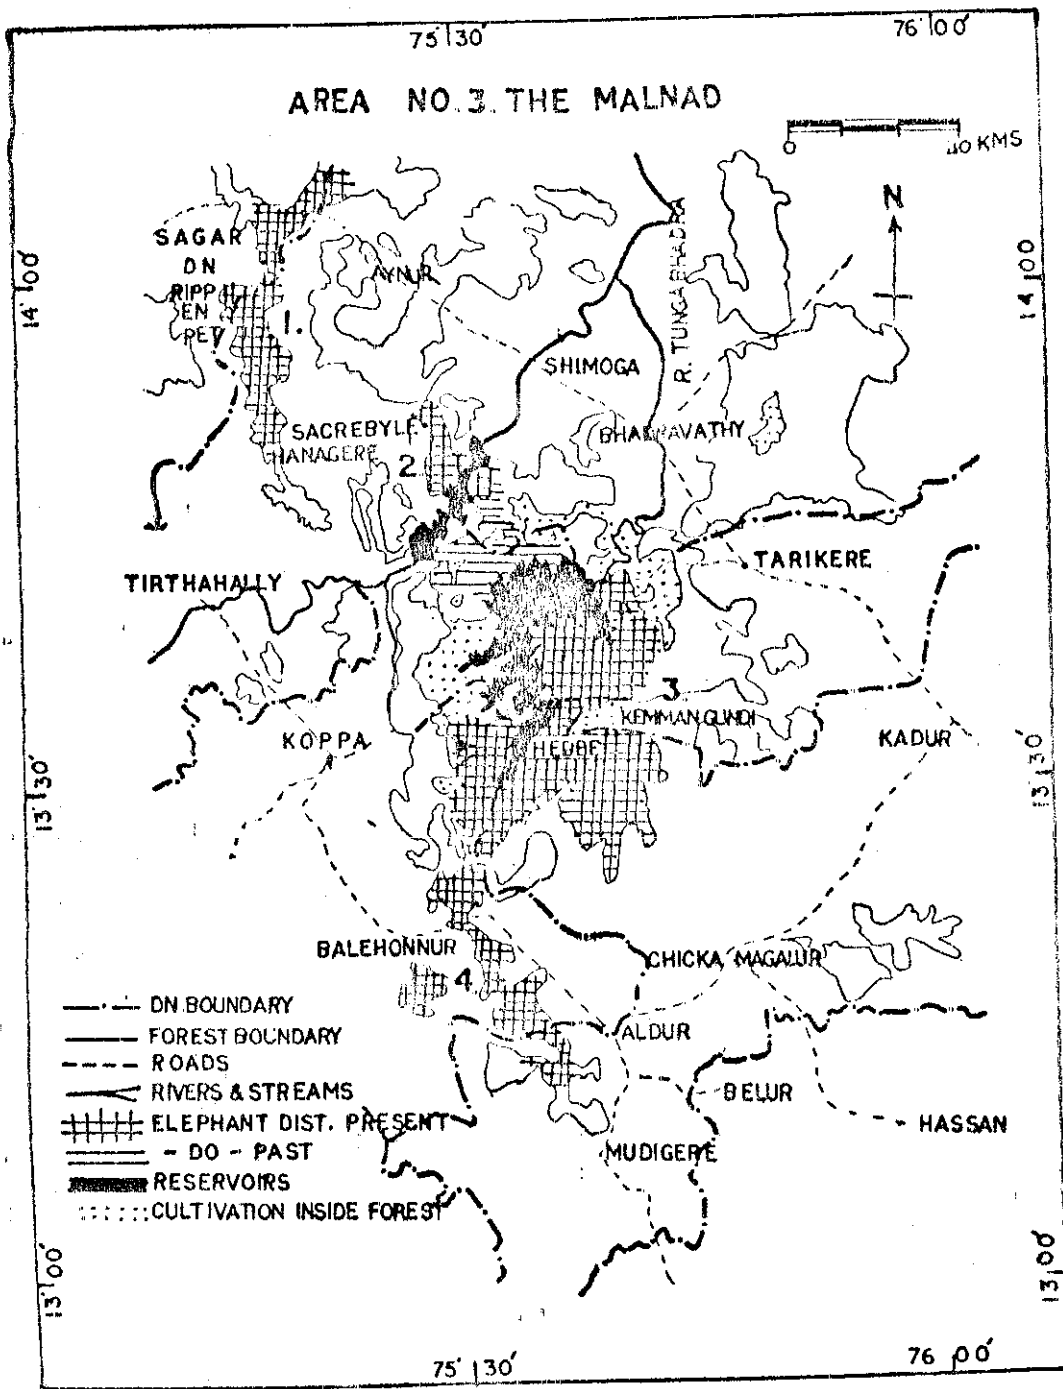 75° 30'
76° 00'
AREA NO. 3. THE MALNAD
0
40 KMS
N
R. TUNGABHADRA
SAGAR
DN
RIPP
EN
PET
14° 00'
14° 00'
AYNUR
1.
SHIMOGA
SACREBYLE
HANAGERE
2
BHADRAVATHY
TIRTHAHALLY
TARIKERE
3
KEMMANGUNDI
KOPPA
HEBBE
KADUR
13° 30'
13° 30'
BALEHONNUR
CHICKA MAGALUR
4
DN BOUNDARY
ALDUR
FOREST BOUNDARY
ROADS
RIVERS & STREAMS
BELUR
ELEPHANT DIST. PRESENT
HASSAN
- DO - PAST
MUDIGERE
RESERVOIRS
CULTIVATION INSIDE FOREST
13° 00'
13° 00'
75° 30'
76° 00'